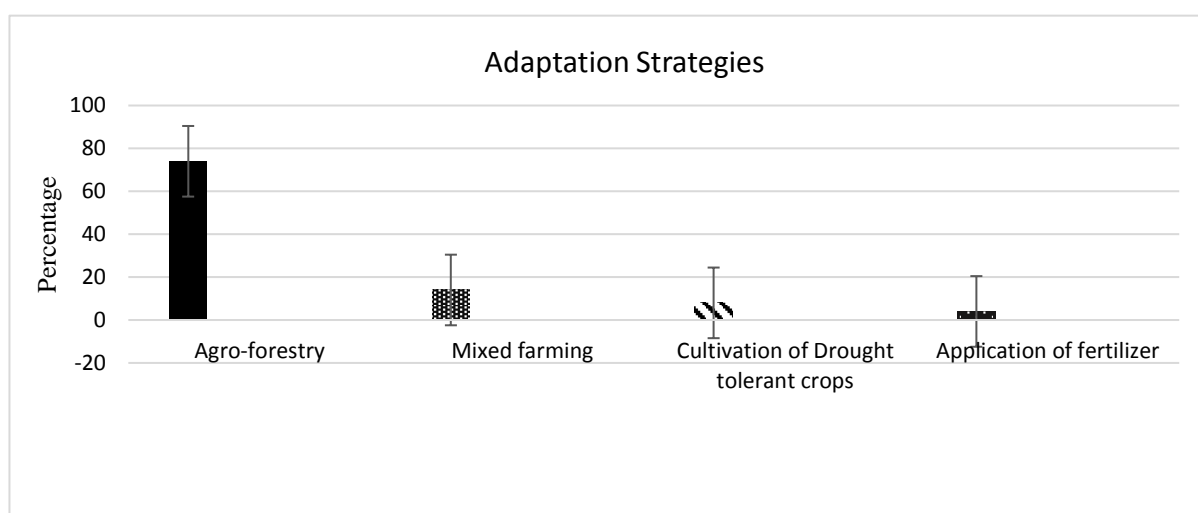 Adaptation Strategies
Percentage
100
80
60
40
20
0
-20
Agro-forestry
Mixed farming
Cultivation of Drought
tolerant crops
Application of fertilizer